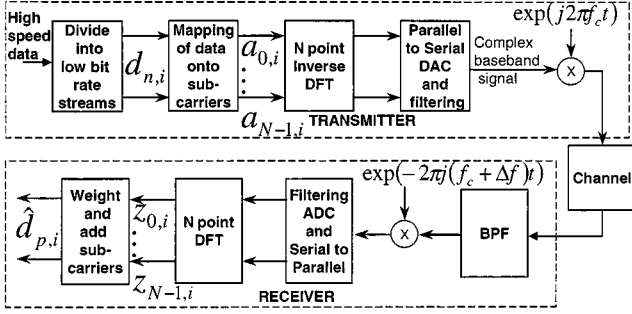 High
speed
data
Divide
into
low bit
rate
streams
d_{n,i}
Mapping
of data
onto
sub-
carriers
a_{0,i}
a_{N-1,i}
N point
Inverse
DFT
Parallel
to Serial
DAC
and
filtering
Complex
baseband
signal
exp(j2πf_c t)
X
TRANSMITTER
Channel
BPF
exp(-2πj(f_c + Δf)t)
X
Filtering
ADC
and
Serial to
Parallel
N point
DFT
z_{0,i}
z_{N-1,i}
Weight
and
add
sub-
carriers
\hat{d}_{p,i}
RECEIVER